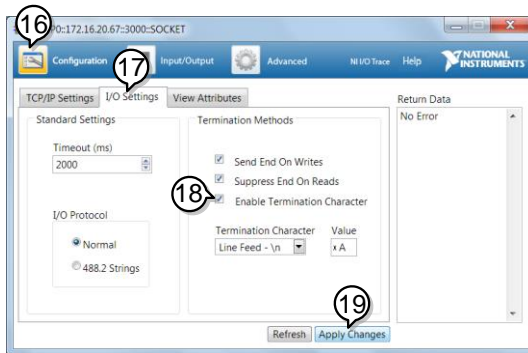 16
P0::172.16.20.67::3000::SOCKET
Configuration
17
Input/Output
Advanced
NI I/O Trace
Help
NATIONAL INSTRUMENTS
TCP/IP Settings
I/O Settings
View Attributes
Return Data
Standard Settings
Termination Methods
No Error
Timeout (ms)
2000
Send End On Writes
Suppress End On Reads
18
Enable Termination Character
I/O Protocol
Termination Character
Value
Normal
Line Feed - \n
x A
488.2 Strings
19
Refresh
Apply Changes